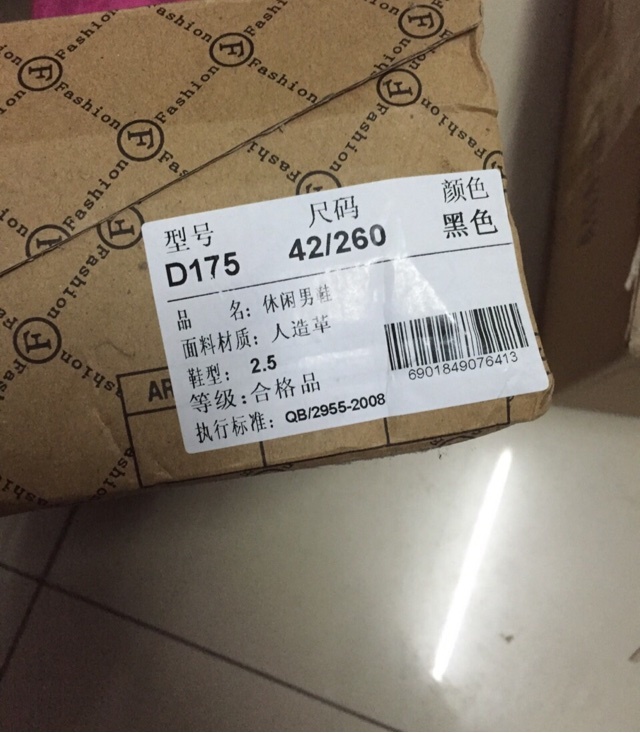 Fashion
型号 尺码 颜色
D175 42/260 黑色
品 名: 休闲男鞋
面料材质: 人造革
鞋型: 2.5
等级: 合格品
执行标准: QB/2955-2008
6901849076413